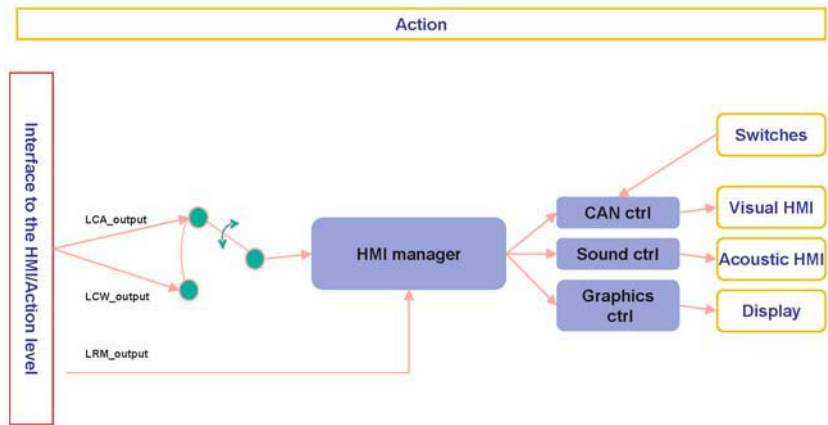 Action
Interface to the HMI/Action level
LCA_output
LCW_output
LRM_output
HMI manager
CAN ctrl
Sound ctrl
Graphics
ctrl
Switches
Visual HMI
Acoustic HMI
Display